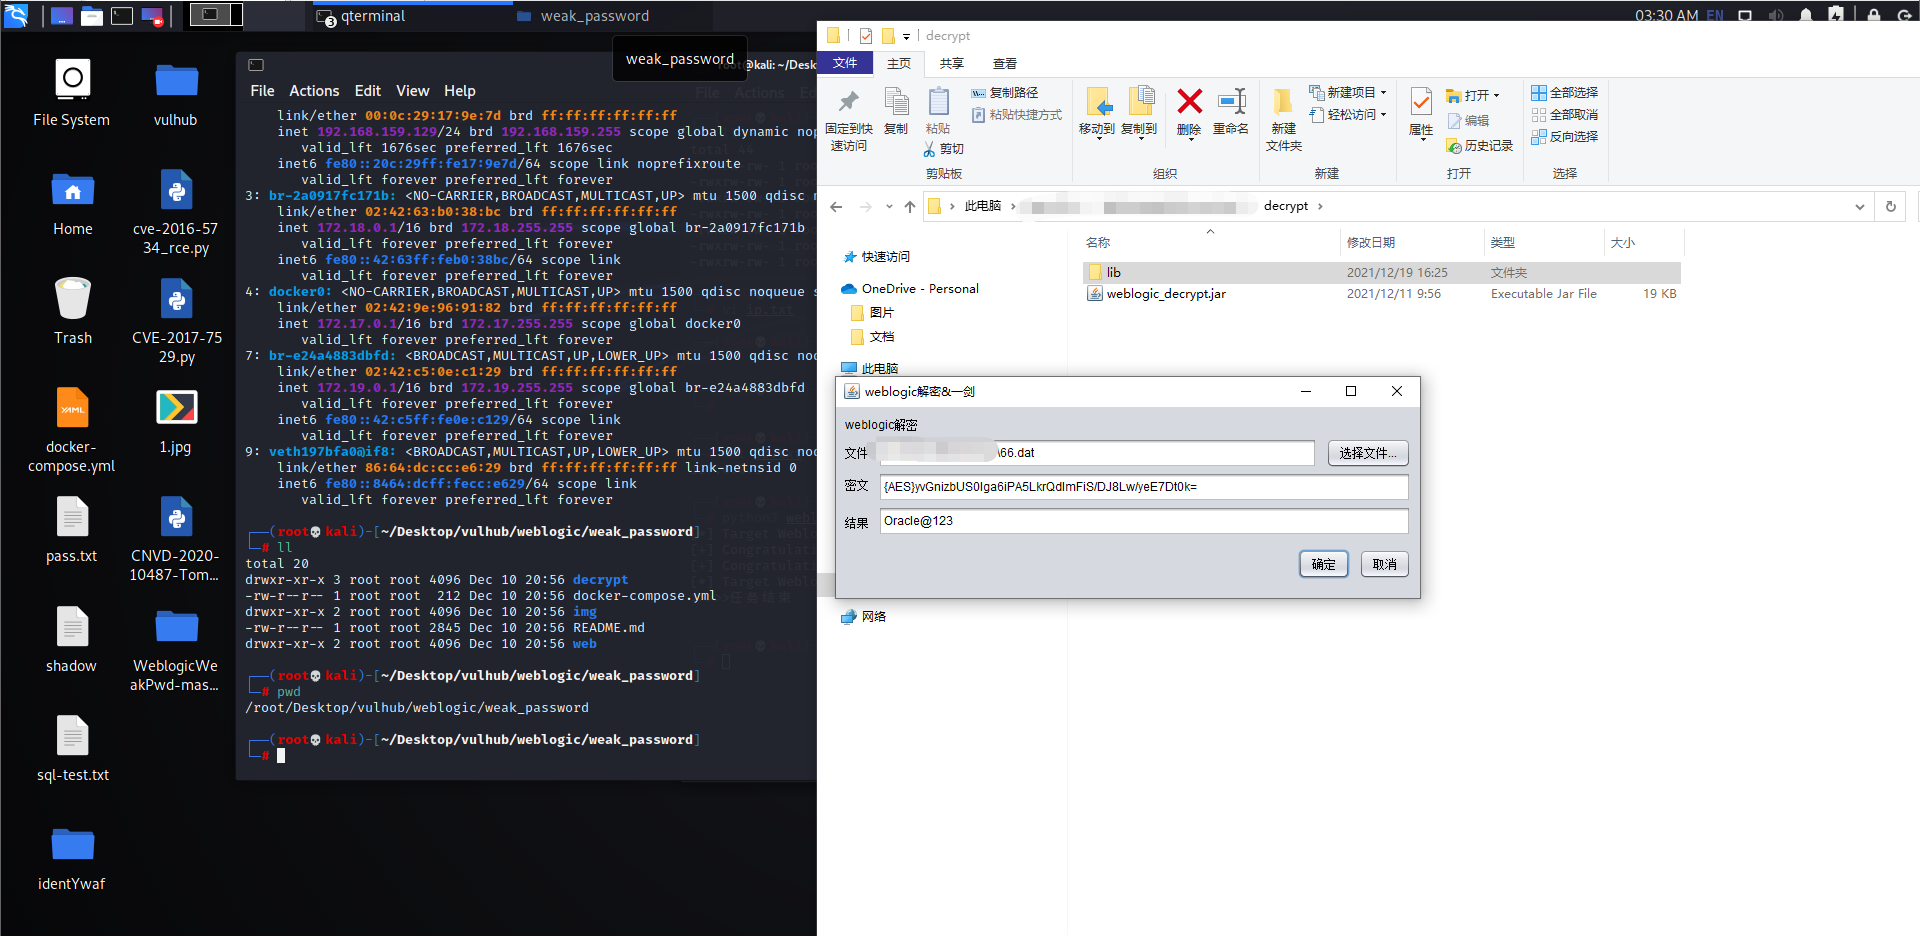 3
qterminal
weak_password
03:30 AM
EN
weak_password
root@kali: ~/Desk
File Actions Edit View Help
link/ether 00:0c:29:17:9e:7d brd ff:ff:ff:ff:ff:ff
inet 192.168.159.129/24 brd 192.168.159.255 scope global dynamic nop
valid_lft 1676sec preferred_lft 1676sec
inet6 fe80::20c:29ff:fe17:9e7d/64 scope link noprefixroute
valid_lft forever preferred_lft forever
3: br-2a0917fc171b: <NO-CARRIER,BROADCAST,MULTICAST,UP> mtu 1500 qdisc n
link/ether 02:42:63:b0:38:bc brd ff:ff:ff:ff:ff:ff
inet 172.18.0.1/16 brd 172.18.255.255 scope global br-2a0917fc171b
valid_lft forever preferred_lft forever
inet6 fe80::42:63ff:feb0:38bc/64 scope link
valid_lft forever preferred_lft forever
4: docker0: <NO-CARRIER,BROADCAST,MULTICAST,UP> mtu 1500 qdisc noqueue s
link/ether 02:42:9e:96:91:82 brd ff:ff:ff:ff:ff:ff
inet 172.17.0.1/16 brd 172.17.255.255 scope global docker0
valid_lft forever preferred_lft forever
7: br-e24a4883dbfd: <BROADCAST,MULTICAST,UP,LOWER_UP> mtu 1500 qdisc noq
link/ether 02:42:c5:0e:c1:29 brd ff:ff:ff:ff:ff:ff
inet 172.19.0.1/16 brd 172.19.255.255 scope global br-e24a4883dbfd
valid_lft forever preferred_lft forever
inet6 fe80::42:c5ff:fe0e:c129/64 scope link
valid_lft forever preferred_lft forever
9: veth197bfa0@if8: <BROADCAST,MULTICAST,UP,LOWER_UP> mtu 1500 qdisc noq
link/ether 86:64:dc:cc:e6:29 brd ff:ff:ff:ff:ff:ff link-netnsid 0
inet6 fe80::8464:dcff:fecc:e629/64 scope link
valid_lft forever preferred_lft forever
(root💀kali)-[~/Desktop/vulhub/weblogic/weak_password]
# ll
total 20
drwxr-xr-x 3 root root 4096 Dec 10 20:56 decrypt
-rw-r--r-- 1 root root  212 Dec 10 20:56 docker-compose.yml
drwxr-xr-x 2 root root 4096 Dec 10 20:56 img
-rw-r--r-- 1 root root 2845 Dec 10 20:56 README.md
drwxr-xr-x 2 root root 4096 Dec 10 20:56 web
(root💀kali)-[~/Desktop/vulhub/weblogic/weak_password]
# pwd
/root/Desktop/vulhub/weblogic/weak_password
(root💀kali)-[~/Desktop/vulhub/weblogic/weak_password]
#
File System
vulhub
Home
cve-2016-57
34_rce.py
Trash
CVE-2017-75
29.py
docker-
compose.yml
1.jpg
pass.txt
CNVD-2020-
10487-Tom...
shadow
WeblogicWe
akPwd-mas...
sql-test.txt
identYwaf
decrypt
文件 主页 共享 查看
固定到快
速访问
复制
粘贴
复制路径
粘贴快捷方式
剪切
剪贴板
移动到
复制到
删除
重命名
组织
新建
文件夹
新建项目
轻松访问
新建
属性
打开
编辑
历史记录
打开
全部选择
全部取消
反向选择
选择
此电脑
decrypt
快速访问
OneDrive - Personal
图片
文档
此电脑
网络
名称 修改日期 类型 大小
lib 2021/12/19 16:25 文件夹
weblogic_decrypt.jar 2021/12/11 9:56 Executable Jar File 19 KB
weblogic解密&一剑
weblogic解密
文件 \66.dat 选择文件...
密文 {AES}yvGnizbUS0lga6iPA5LkrQdImFiS/DJ8Lw/yeE7Dt0k=
结果 Oracle@123
确定 取消